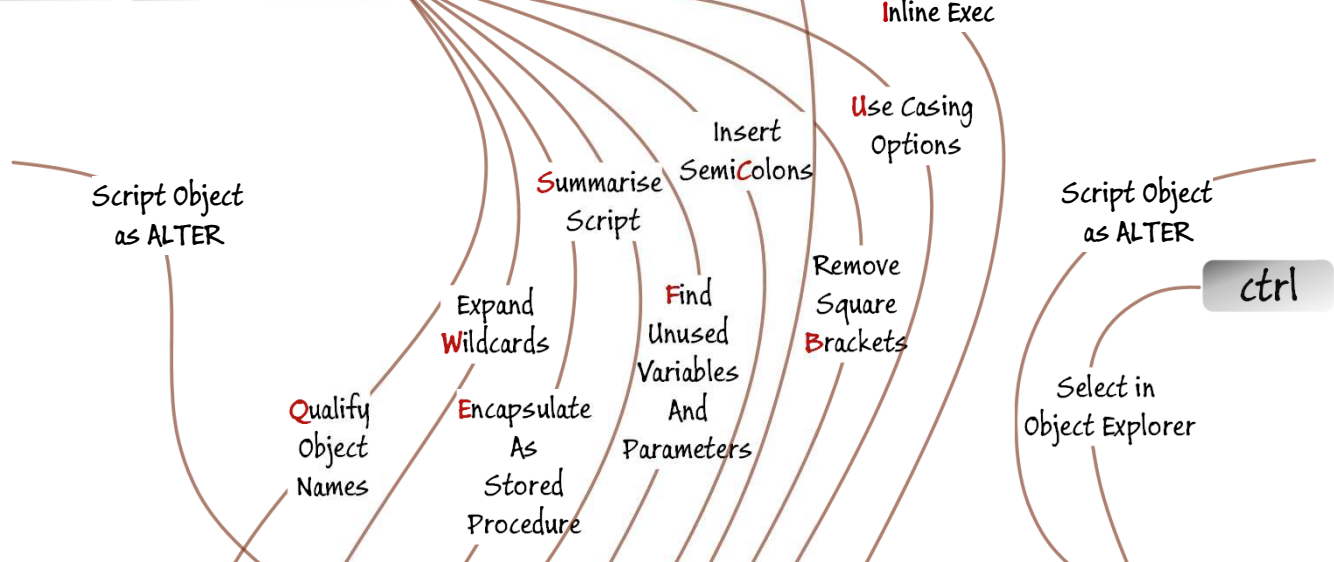 Inline Exec
Use Casing
Options
Insert
SemiColons
Summarise
Script
Script Object
as ALTER
Script Object
as ALTER
Remove
Square
Brackets
ctrl
Expand
Wildcards
Find
Unused
Variables
And
Parameters
Select in
Object Explorer
Qualify
Object
Names
Encapsulate
As
Stored
Procedure